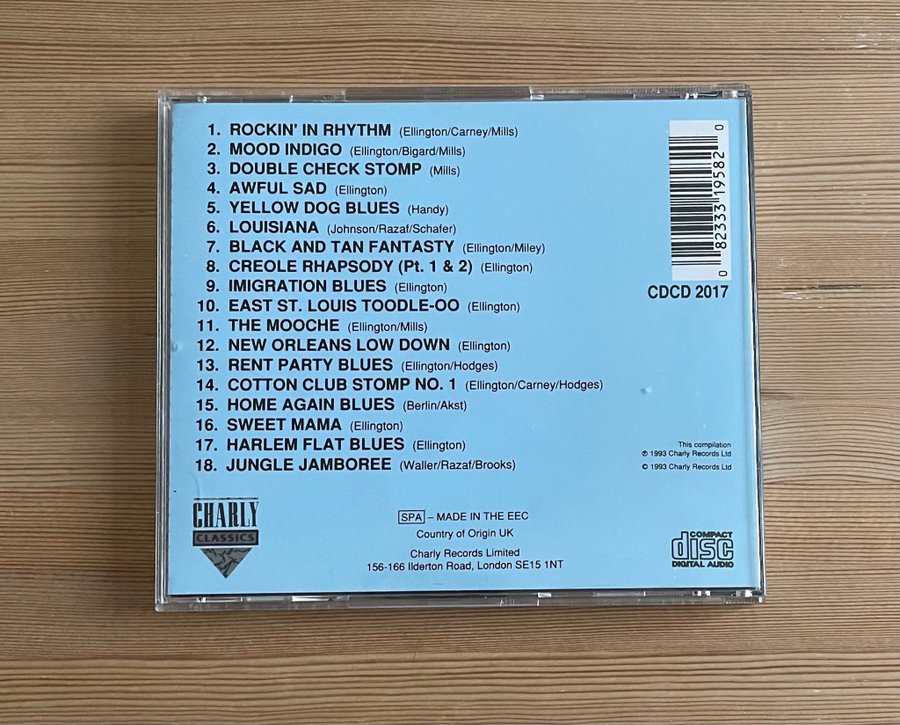 1. ROCKIN' IN RHYTHM (Ellington/Carney/Mills)
2. MOOD INDIGO (Ellington/Bigard/Mills)
3. DOUBLE CHECK STOMP (Mills)
4. AWFUL SAD (Ellington)
5. YELLOW DOG BLUES (Handy)
6. LOUISIANA (Johnson/Razaf/Schafer)
7. BLACK AND TAN FANTASTY (Ellington/Miley)
8. CREOLE RHAPSODY (Pt. 1 & 2) (Ellington)
9. IMIGRATION BLUES (Ellington)
10. EAST ST. LOUIS TOODLE-OO (Ellington)
11. THE MOOCHE (Ellington/Mills)
12. NEW ORLEANS LOW DOWN (Ellington)
13. RENT PARTY BLUES (Ellington/Hodges)
14. COTTON CLUB STOMP NO. 1 (Ellington/Carney/Hodges)
15. HOME AGAIN BLUES (Berlin/Akst)
16. SWEET MAMA (Ellington)
17. HARLEM FLAT BLUES (Ellington)
18. JUNGLE JAMBOREE (Waller/Razaf/Brooks)
0 82333 19582 0
CDCD 2017
This compilation
℗ 1993 Charly Records Ltd
© 1993 Charly Records Ltd
CHARLY
CLASSICS
SPA – MADE IN THE EEC
Country of Origin UK
Charly Records Limited
156-166 Ilderton Road, London SE15 1NT
COMPACT
disc
DIGITAL AUDIO